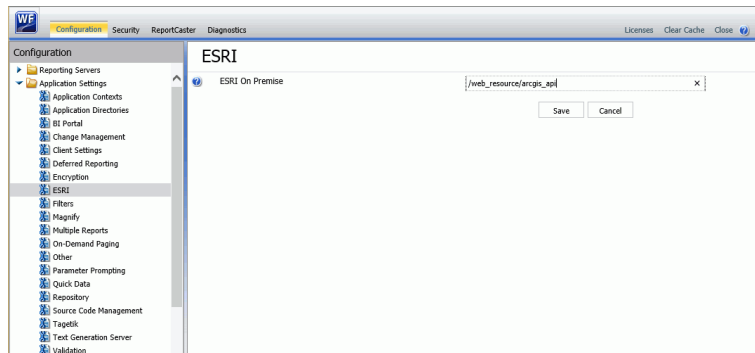 WF
Configuration Security ReportCaster Diagnostics Licenses Clear Cache Close ?
Configuration
Reporting Servers
Application Settings
Application Contexts
Application Directories
BI Portal
Change Management
Client Settings
Deferred Reporting
Encryption
ESRI
Filters
Magnify
Multiple Reports
On-Demand Paging
Other
Parameter Prompting
Quick Data
Repository
Source Code Management
Tagetik
Text Generation Server
Validation
ESRI
? ESRI On Premise /web_resource/arcgis_api
Save Cancel